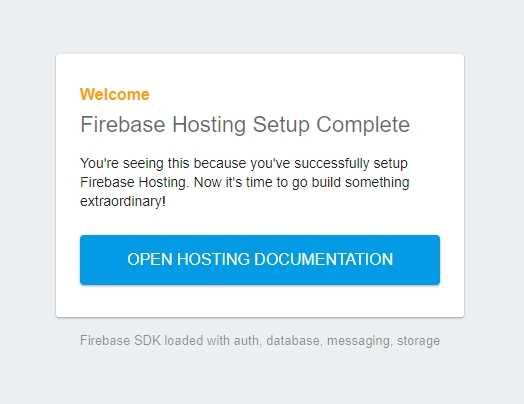 Welcome
Firebase Hosting Setup Complete
You're seeing this because you've successfully setup
Firebase Hosting. Now it's time to go build something
extraordinary!
OPEN HOSTING DOCUMENTATION
Firebase SDK loaded with auth, database, messaging, storage